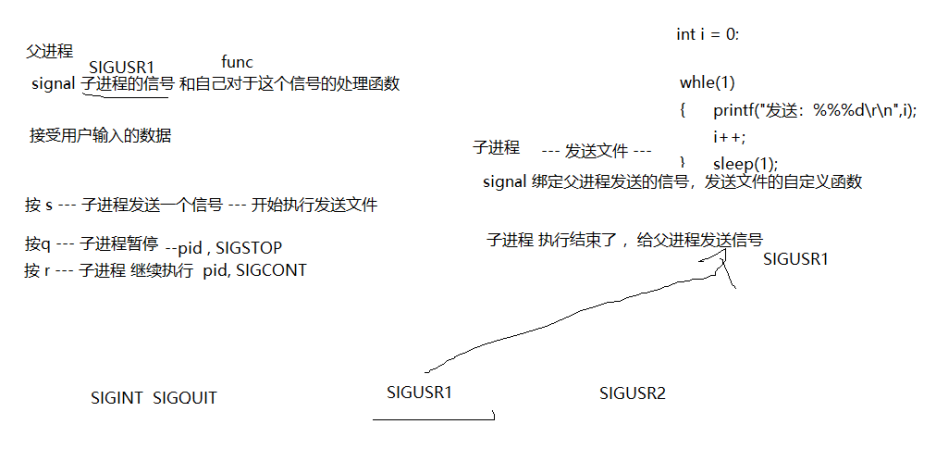 父进程
SIGUSR1 func
signal 子进程的信号 和自己对于这个信号的处理函数
接受用户输入的数据
按 s --- 子进程发送一个信号 --- 开始执行发送文件
按q --- 子进程暂停 --pid , SIGSTOP
按 r --- 子进程 继续执行 pid, SIGCONT
int i = 0:
whle(1)
{ printf("发送：%%%d\r\n",i);
i++;
} sleep(1);
子进程 --- 发送文件 ---
signal 绑定父进程发送的信号，发送文件的自定义函数
子进程 执行结束了 ，给父进程发送信号
SIGUSR1
SIGINT SIGQUIT
SIGUSR1
SIGUSR2